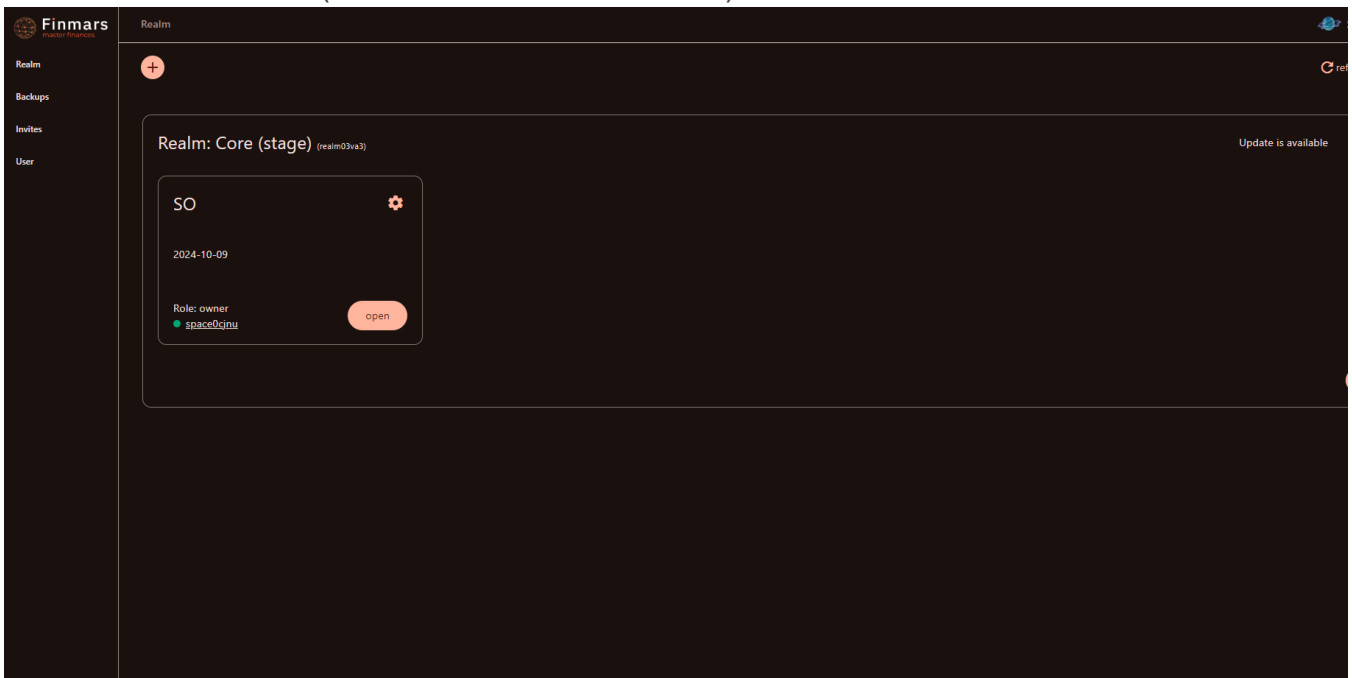 Finmars
master finances
Realm
Realm
Backups
Invites
User
ref
Realm: Core (stage) (realm03va3)
Update is available
SO
2024-10-09
Role: owner
space0cjnu
open